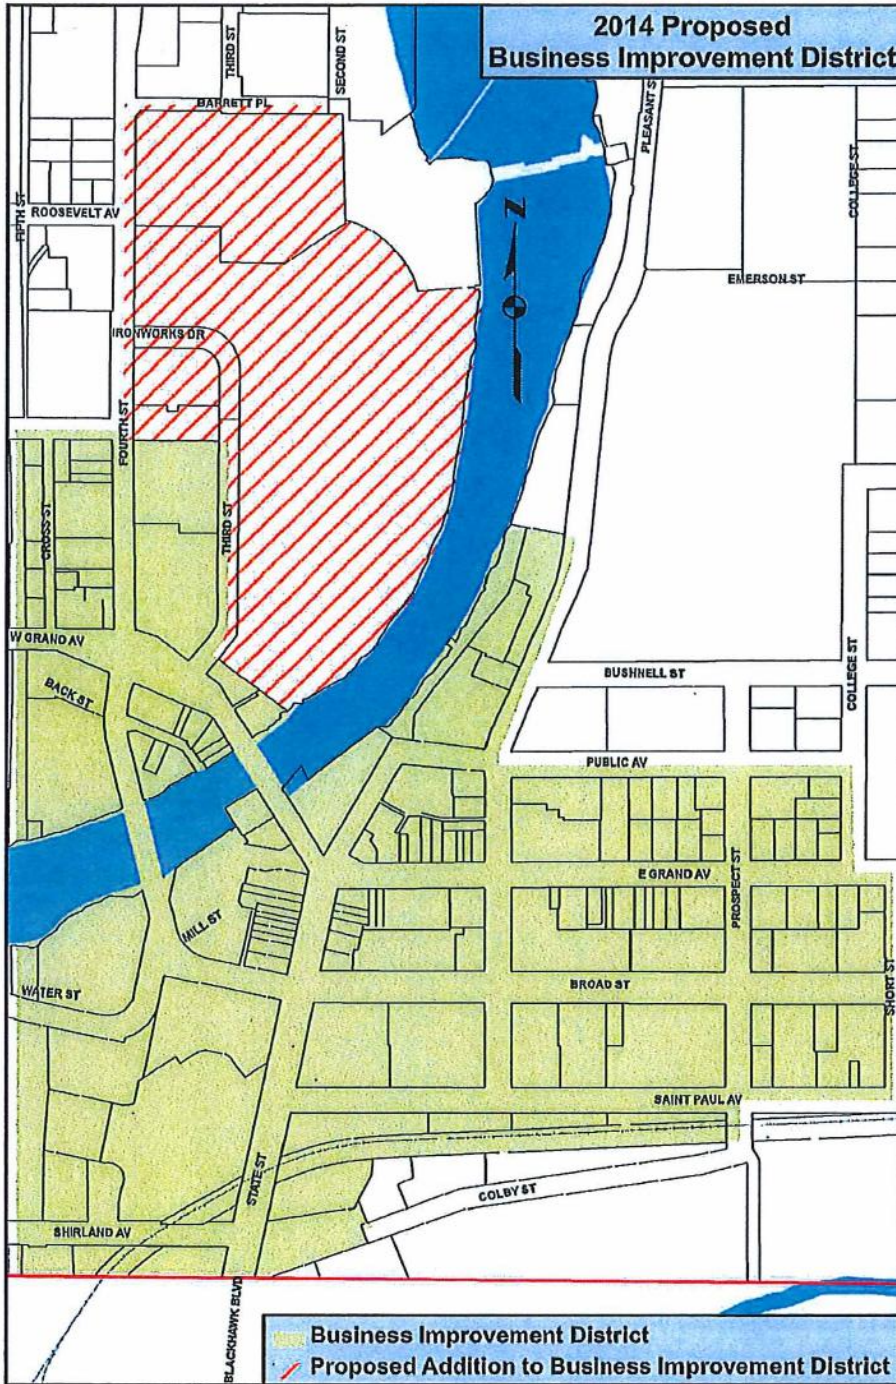 2014 Proposed
Business Improvement District
THIRD ST
SECOND ST
BARRETT PL
PLEASANT ST
COLLEGE ST
FIFTH ST
ROOSEVELT AV
N
EMERSON ST
IRONWORKS DR
FOURTH ST
CROSS ST
THIRD ST
W GRAND AV
BACK ST
BUSHNELL ST
COLLEGE ST
PUBLIC AV
E GRAND AV
PROSPECT ST
MILL ST
WATER ST
BROAD ST
SHORT ST
SAINT PAUL AV
STATE ST
COLBY ST
SHIRLAND AV
BLACKHAWK BLVD
Business Improvement District
Proposed Addition to Business Improvement District